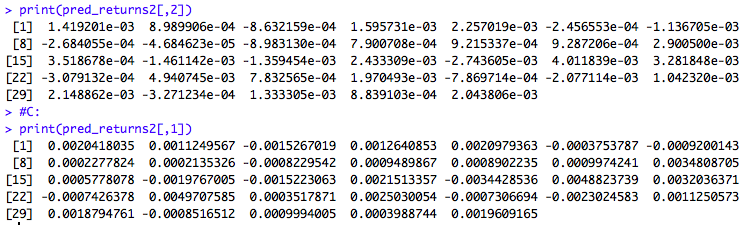 > print(pred_returns2[,2])
[1] 1.419201e-03 8.989906e-04 -8.632159e-04 1.595731e-03 2.257019e-03 -2.456553e-04 -1.136705e-03
[8] -2.684055e-04 -4.684623e-05 -8.983130e-04 7.900708e-04 9.215337e-04 9.287206e-04 2.900500e-03
[15] 3.518678e-04 -1.461142e-03 -1.359454e-03 2.433309e-03 -2.743605e-03 4.011839e-03 3.281848e-03
[22] -3.079132e-04 4.940745e-03 7.832565e-04 1.970493e-03 -7.869714e-04 -2.077114e-03 1.042320e-03
[29] 2.148862e-03 -3.271234e-04 1.333305e-03 8.839103e-04 2.043806e-03
> #C:
> print(pred_returns2[,1])
[1] 0.0020418035 0.0011249567 -0.0015267019 0.0012640853 0.0020979363 -0.0003753787 -0.0009200143
[8] 0.0002277824 0.0002135326 -0.0008229542 0.0009489867 0.0008902235 0.0009974241 0.0034808705
[15] 0.0005778078 -0.0019767005 -0.0015223063 0.0021513357 -0.0034428536 0.0048823739 0.0032036371
[22] -0.0007426378 0.0049707585 0.0003517871 0.0025030054 -0.0007306694 -0.0023024583 0.0011250573
[29] 0.0018794761 -0.0008516512 0.0009994005 0.0003988744 0.0019609165